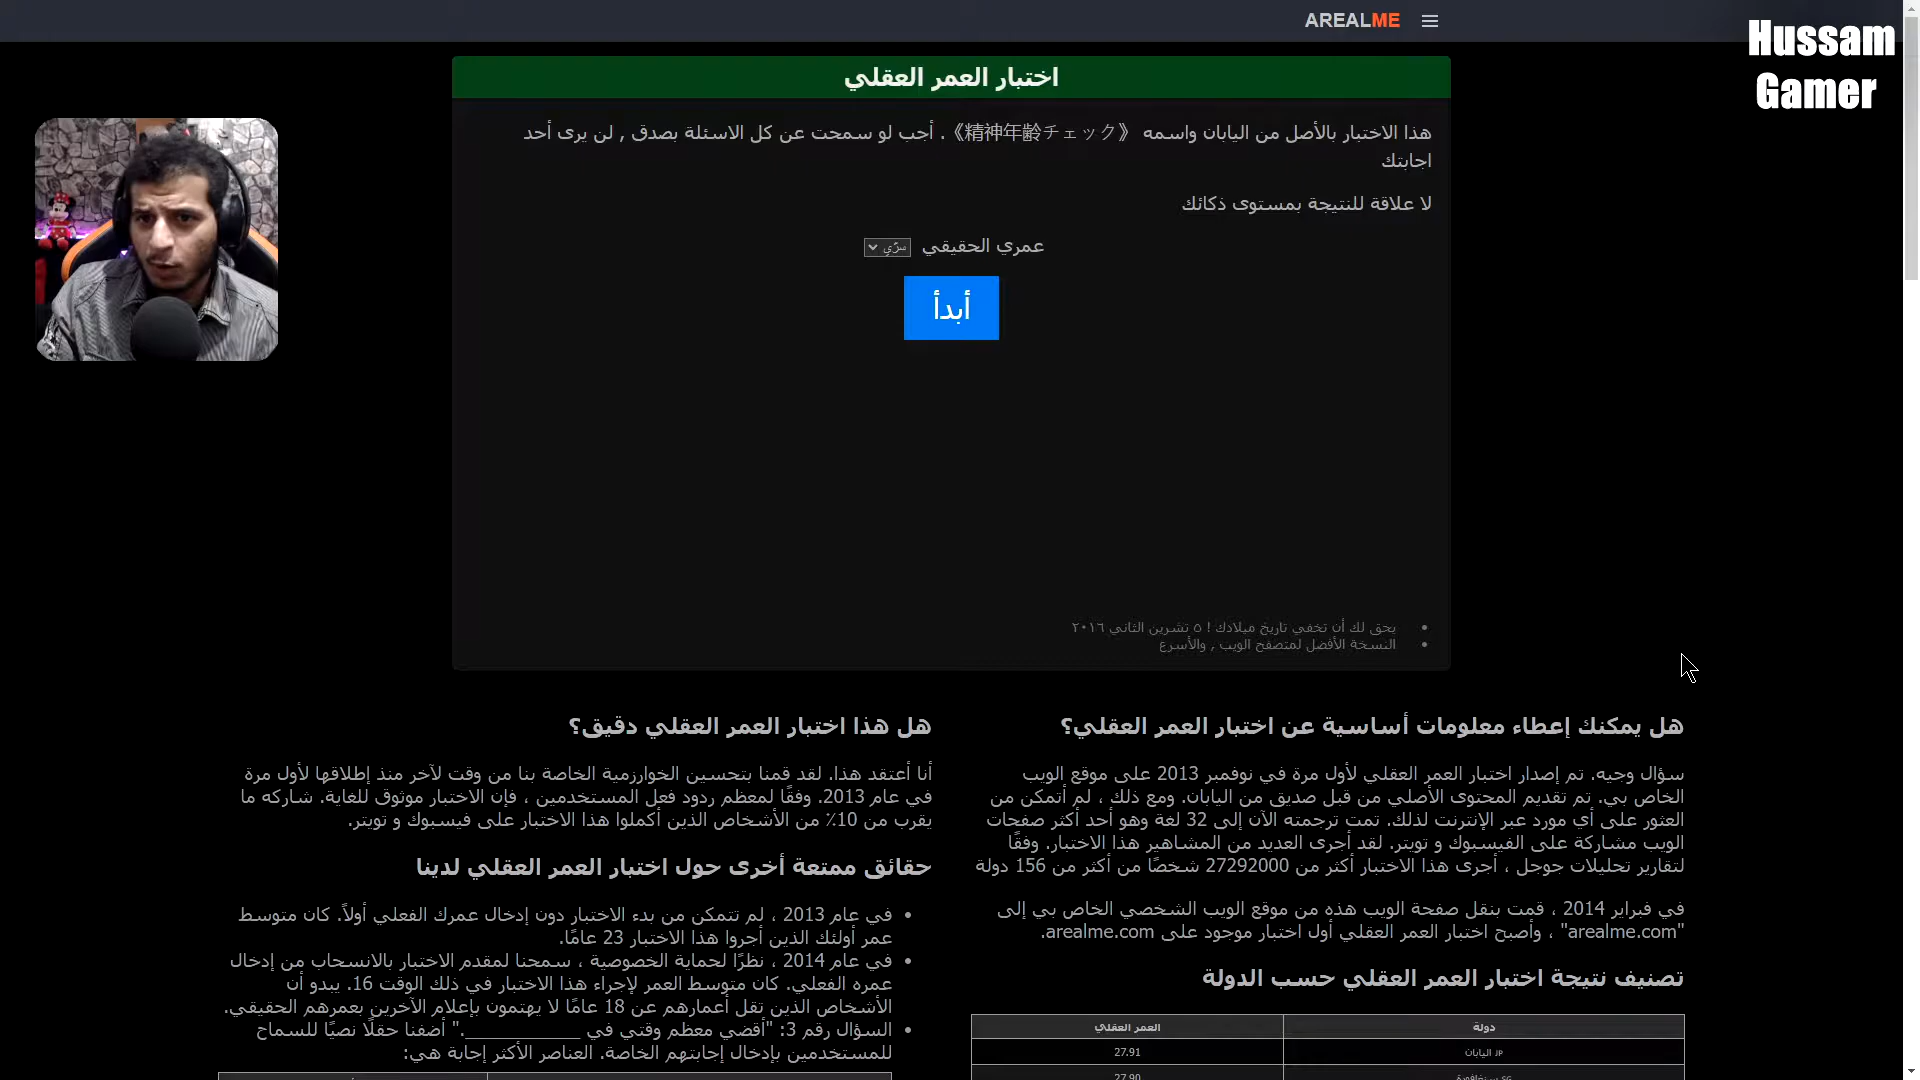 AREALME
Hussam
Gamer
اختبار العمر العقلي
هذا الاختبار بالأصل من اليابان واسمه 《精神年齢チェック》. أجب لو سمحت عن كل الاسئلة بصدق , لن يرى أحد
اجابتك
لا علاقة للنتيجة بمستوى ذكائك
عمري الحقيقي سرّي
أبدأ
يحق لك أن تخفي تاريخ ميلادك ! ٥ تشرين الثاني ٢٠١٦
النسخة الأفضل لمتصفح الويب , والأسرع
هل يمكنك إعطاء معلومات أساسية عن اختبار العمر العقلي؟
سؤال وجيه. تم إصدار اختبار العمر العقلي لأول مرة في نوفمبر 2013 على موقع الويب
الخاص بي. تم تقديم المحتوى الأصلي من قبل صديق من اليابان. ومع ذلك ، لم أتمكن من
العثور على أي مورد عبر الإنترنت لذلك. تمت ترجمته الآن إلى 32 لغة وهو أحد أكثر صفحات
الويب مشاركة على الفيسبوك و تويتر. لقد أجرى العديد من المشاهير هذا الاختبار. وفقًا
لتقارير تحليلات جوجل ، أجرى هذا الاختبار أكثر من 27292000 شخصًا من أكثر من 156 دولة
في فبراير 2014 ، قمت بنقل صفحة الويب هذه من موقع الويب الشخصي الخاص بي إلى
"arealme.com" ، وأصبح اختبار العمر العقلي أول اختبار موجود على arealme.com.
تصنيف نتيجة اختبار العمر العقلي حسب الدولة
دولة العمر العقلي
JP اليابان 27.91
SG سنغافورة 27.90
هل هذا اختبار العمر العقلي دقيق؟
أنا أعتقد هذا. لقد قمنا بتحسين الخوارزمية الخاصة بنا من وقت لآخر منذ إطلاقها لأول مرة
في عام 2013. وفقًا لمعظم ردود فعل المستخدمين ، فإن الاختبار موثوق للغاية. شاركه ما
يقرب من 10٪ من الأشخاص الذين أكملوا هذا الاختبار على فيسبوك و تويتر.
حقائق ممتعة أخرى حول اختبار العمر العقلي لدينا
في عام 2013 ، لم تتمكن من بدء الاختبار دون إدخال عمرك الفعلي أولاً. كان متوسط
عمر أولئك الذين أجروا هذا الاختبار 23 عامًا.
في عام 2014 ، نظرًا لحماية الخصوصية ، سمحنا لمقدم الاختبار بالانسحاب من إدخال
عمره الفعلي. كان متوسط العمر لإجراء هذا الاختبار في ذلك الوقت 16. يبدو أن
الأشخاص الذين تقل أعمارهم عن 18 عامًا لا يهتمون بإعلام الآخرين بعمرهم الحقيقي.
السؤال رقم 3: "أقضي معظم وقتي في ___________." أضفنا حقلًا نصيًا للسماح
للمستخدمين بإدخال إجابتهم الخاصة. العناصر الأكثر إجابة هي: